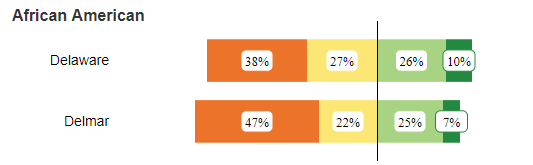 African American
Delaware 38% 27% 26% 10%
Delmar 47% 22% 25% 7%